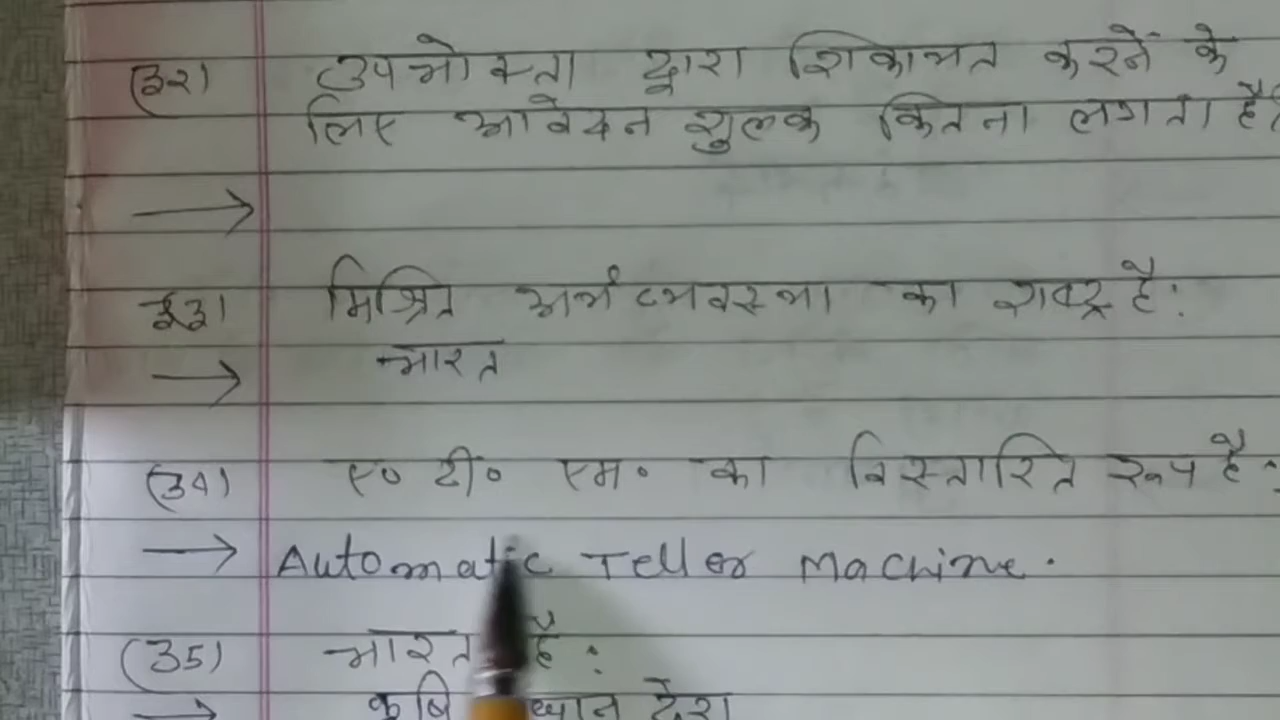 (32) उपभोक्ता द्वारा शिकायत करनें के
लिए आवेदन शुल्क कितना लगता है
→
33) मिश्रित अर्थव्यवस्था का राष्ट्र है:
→ भारत
(34) ए० टी० एम० का विस्तारित रूप है:
→ Automatic Teller Machine.
(35) भारत है:
→ कृषि देश